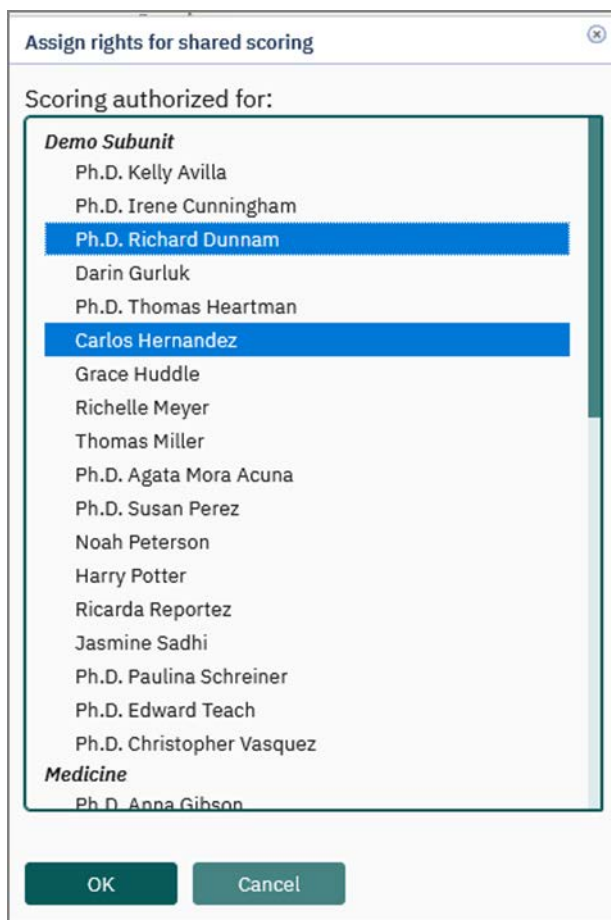 Assign rights for shared scoring
Scoring authorized for:
Demo Subunit
Ph.D. Kelly Avilla
Ph.D. Irene Cunningham
Ph.D. Richard Dunnam
Darin Gurluk
Ph.D. Thomas Heartman
Carlos Hernandez
Grace Huddle
Richelle Meyer
Thomas Miller
Ph.D. Agata Mora Acuna
Ph.D. Susan Perez
Noah Peterson
Harry Potter
Ricarda Reportez
Jasmine Sadhi
Ph.D. Paulina Schreiner
Ph.D. Edward Teach
Ph.D. Christopher Vasquez
Medicine
Ph.D. Anna Gibson
OK Cancel